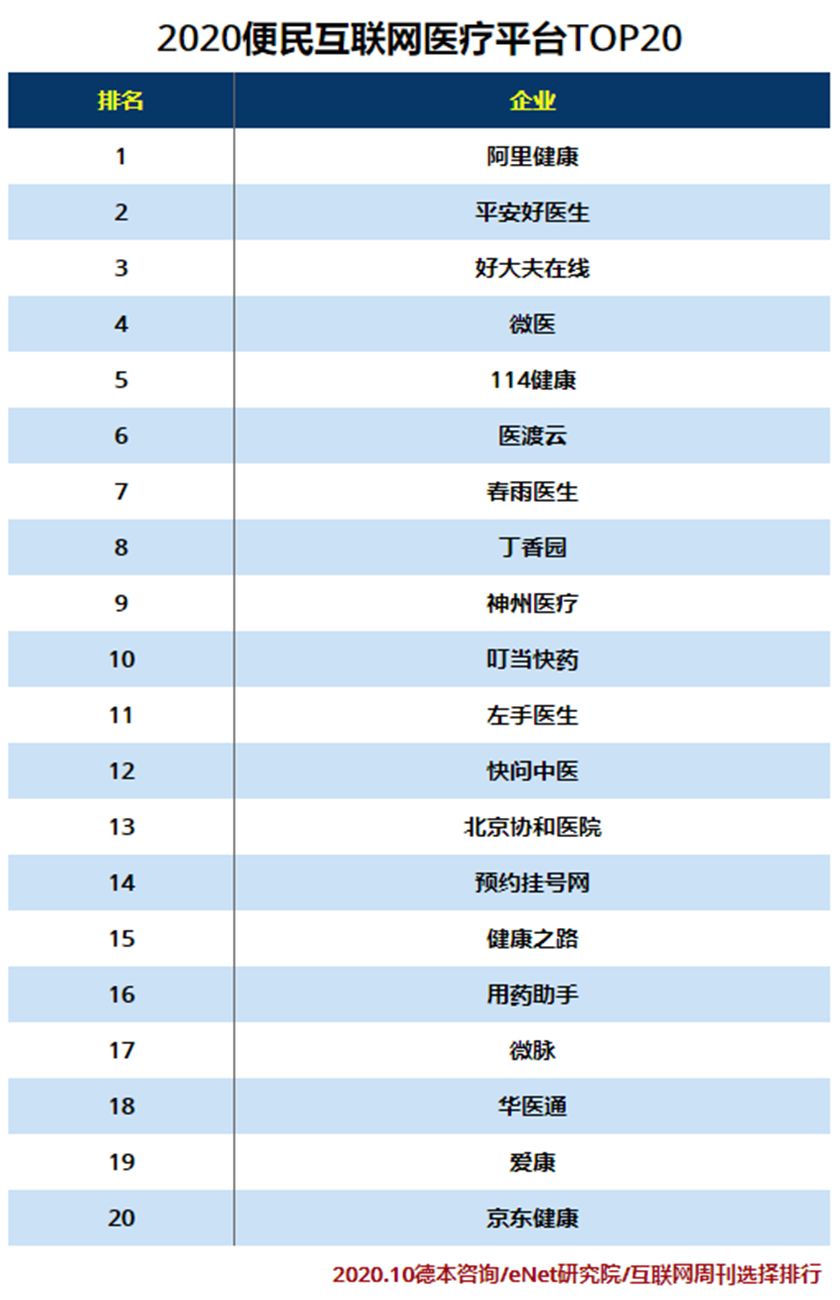 2020便民互联网医疗平台TOP20
排名 企业
1 阿里健康
2 平安好医生
3 好大夫在线
4 微医
5 114健康
6 医渡云
7 春雨医生
8 丁香园
9 神州医疗
10 叮当快药
11 左手医生
12 快问中医
13 北京协和医院
14 预约挂号网
15 健康之路
16 用药助手
17 微脉
18 华医通
19 爱康
20 京东健康
2020.10德本咨询/eNet研究院/互联网周刊选择排行